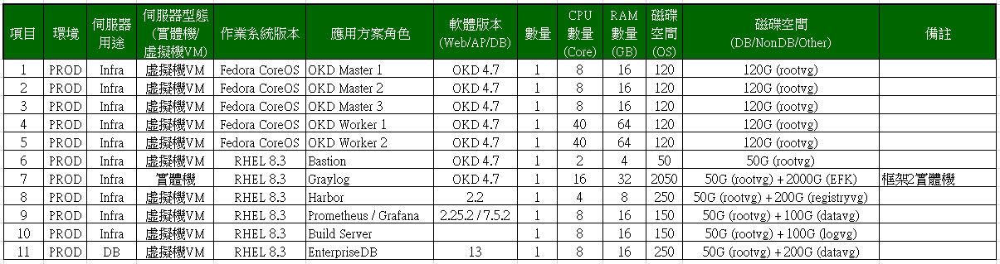 項目 環境 伺服器用途 伺服器型態(實體機/虛擬機VM) 作業系統版本 應用方案角色 軟體版本(Web/AP/DB) 數量 CPU數量(Core) RAM(GB) 磁碟空間(OS) 磁碟空間(DB/NonDB/Other) 備註
1 PROD Infra 虛擬機VM Fedora CoreOS OKD Master 1 OKD 4.7 1 8 16 120 120G (rootvg)
2 PROD Infra 虛擬機VM Fedora CoreOS OKD Master 2 OKD 4.7 1 8 16 120 120G (rootvg)
3 PROD Infra 虛擬機VM Fedora CoreOS OKD Master 3 OKD 4.7 1 8 16 120 120G (rootvg)
4 PROD Infra 虛擬機VM Fedora CoreOS OKD Worker 1 OKD 4.7 1 40 64 120 120G (rootvg)
5 PROD Infra 虛擬機VM Fedora CoreOS OKD Worker 2 OKD 4.7 1 40 64 120 120G (rootvg)
6 PROD Infra 虛擬機VM RHEL 8.3 Bastion OKD 4.7 1 2 4 50 50G (rootvg)
7 PROD Infra 實體機 RHEL 8.3 Graylog OKD 4.7 1 16 32 2050 50G (rootvg) + 2000G (EFK) 框架2實體機
8 PROD Infra 虛擬機VM RHEL 8.3 Harbor 2.2 1 4 8 250 50G (rootvg) + 200G (registryvg)
9 PROD Infra 虛擬機VM RHEL 8.3 Prometheus / Grafana 2.25.2 / 7.5.2 1 8 16 150 50G (rootvg) + 100G (datavg)
10 PROD Infra 虛擬機VM RHEL 8.3 Build Server 1 8 16 150 50G (rootvg) + 100G (logvg)
11 PROD DB 虛擬機VM RHEL 8.3 EnterpriseDB 13 1 8 16 250 50G (rootvg) + 200G (datavg)